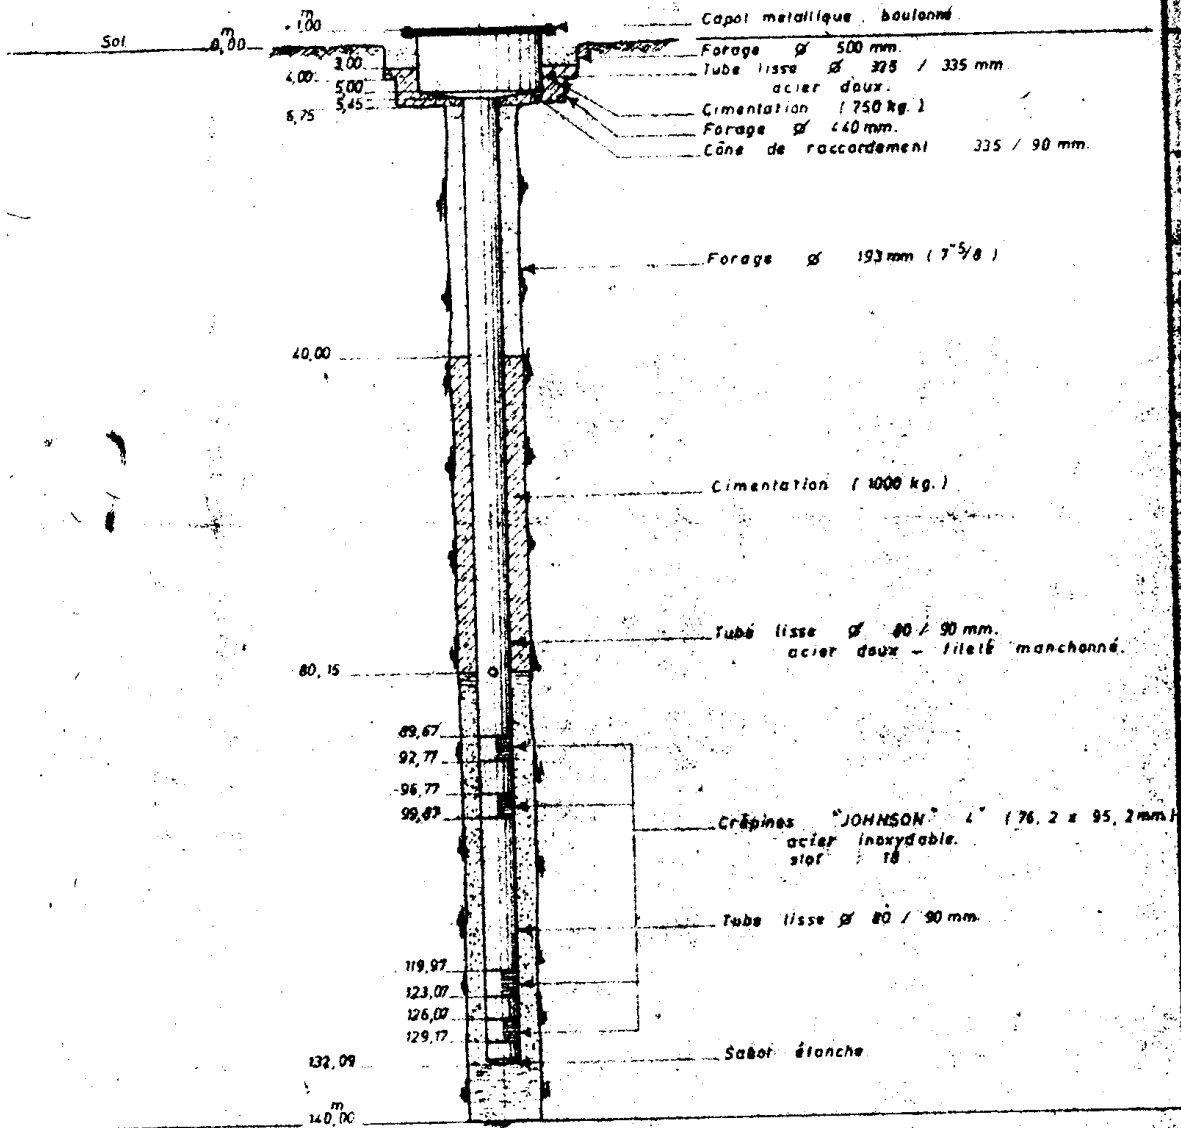 Capot metallique boulonné
m
+1,00
Sol
0,00
Forage Ø 500 mm.
3,00
Tube lisse Ø 325 / 335 mm
4,00
acier doux.
5,00
5,45
Cimentation (750 kg.)
6,75
Forage Ø 440 mm.
Cône de raccordement 335 / 90 mm.
Forage Ø 193 mm (7"5/8)
40,00
Cimentation (1000 kg.)
Tube lisse Ø 80 / 90 mm.
acier doux - fileté manchonné.
80,15
89,67
92,77
96,77
99,87
Crépines "JOHNSON" 4" (76,2 x 95,2mm)
acier inoxydable.
slot : 18
Tube lisse Ø 80 / 90 mm.
119,97
123,07
126,07
129,17
Sabot étanche
132,09
m
140,00